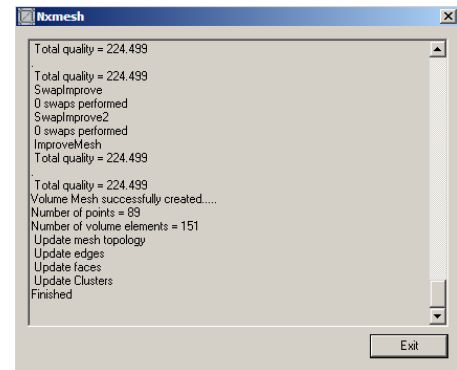 Nxmesh
Total quality = 224.499
.
Total quality = 224.499
SwapImprove
0 swaps performed
SwapImprove2
0 swaps performed
ImproveMesh
Total quality = 224.499
.
Total quality = 224.499
Volume Mesh successfully created.....
Number of points = 89
Number of volume elements = 151
Update mesh topology
Update edges
Update faces
Update Clusters
Finished
Exit